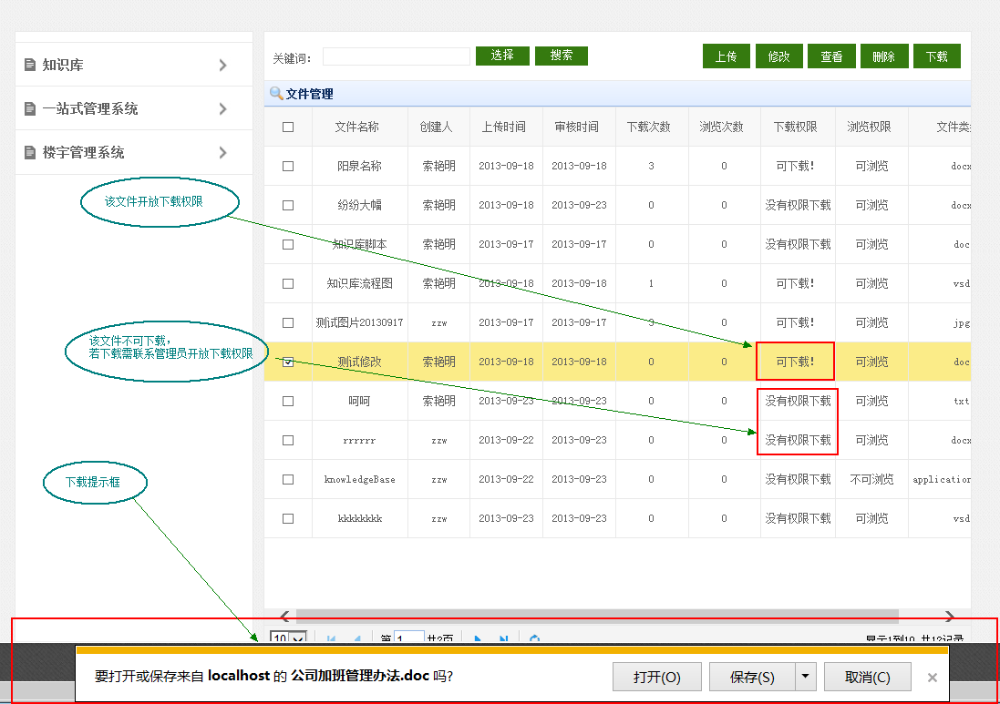 知识库
一站式管理系统
楼宇管理系统
关键词: 选择 搜索 上传 修改 查看 删除 下载
文件管理
文件名称 创建人 上传时间 审核时间 下载次数 浏览次数 下载权限 浏览权限 文件类
阳泉名称 索艳明 2013-09-18 2013-09-18 3 0 可下载! 可浏览 docx
该文件开放下载权限
纷纷大幅 索艳明 2013-09-18 2013-09-23 0 0 没有权限下载 可浏览 docx
知识库脚本 索艳明 2013-09-17 2013-09-17 0 0 没有权限下载 可浏览 doc
知识库流程图 索艳明 2013-09-18 2013-09-18 1 0 可下载! 可浏览 vsd
测试图片20130917 zzw 2013-09-17 2013-09-17 3 0 可下载! 可浏览 jpg
该文件不可下载,
若下载需联系管理员开放下载权限
测试修改 索艳明 2013-09-18 2013-09-18 0 0 可下载! 可浏览 doc
呵呵 索艳明 2013-09-23 2013-09-23 0 0 没有权限下载 可浏览 txt
rrrrrr zzw 2013-09-22 2013-09-23 0 0 没有权限下载 可浏览 docx
下载提示框
knowledgeBase zzw 2013-09-22 2013-09-23 0 0 没有权限下载 不可浏览 application
kkkkkkkk zzw 2013-09-23 2013-09-23 0 0 没有权限下载 可浏览 vsd
10 第 1 共2页 显示1到10, 共12记录
要打开或保存来自 localhost 的 公司加班管理办法.doc 吗?
打开(O) 保存(S) 取消(C)